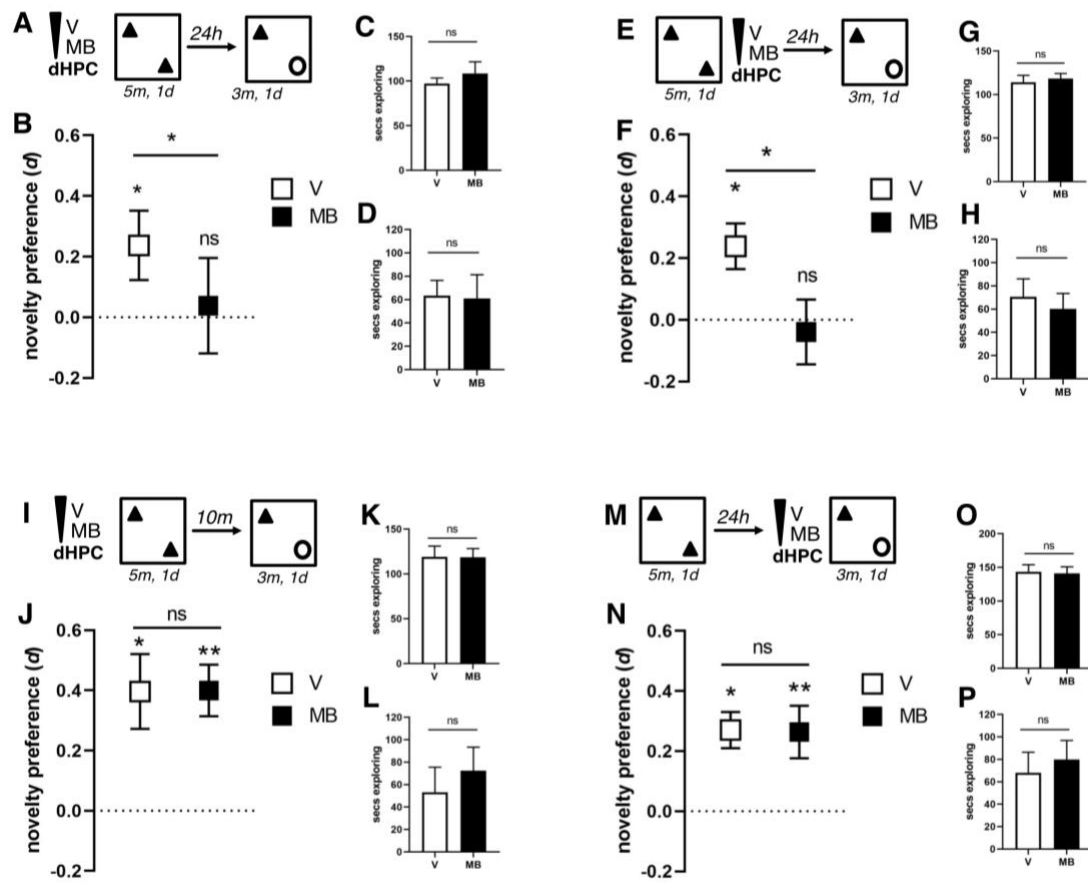 A
V
MB
dHPC
24h
5m, 1d
3m, 1d
B
novelty preference (d)
0.6
0.4
0.2
0.0
-0.2
*
*
ns
V
MB
C
secs exploring
150
100
50
0
ns
V
MB
D
secs exploring
120
100
80
60
40
20
0
ns
V
MB
E
V
MB
dHPC
24h
5m, 1d
3m, 1d
F
novelty preference (d)
0.6
0.4
0.2
0.0
-0.2
*
*
ns
V
MB
G
secs exploring
150
100
50
0
ns
V
MB
H
secs exploring
120
100
80
60
40
20
0
ns
V
MB
I
V
MB
dHPC
10m
5m, 1d
3m, 1d
J
novelty preference (d)
0.6
0.4
0.2
0.0
-0.2
ns
*
**
V
MB
K
secs exploring
150
100
50
0
ns
V
MB
L
secs exploring
120
100
80
60
40
20
0
ns
V
MB
M
24h
V
MB
dHPC
5m, 1d
3m, 1d
N
novelty preference (d)
0.6
0.4
0.2
0.0
-0.2
ns
*
**
V
MB
O
secs exploring
200
150
100
50
0
ns
V
MB
P
secs exploring
120
100
80
60
40
20
0
ns
V
MB